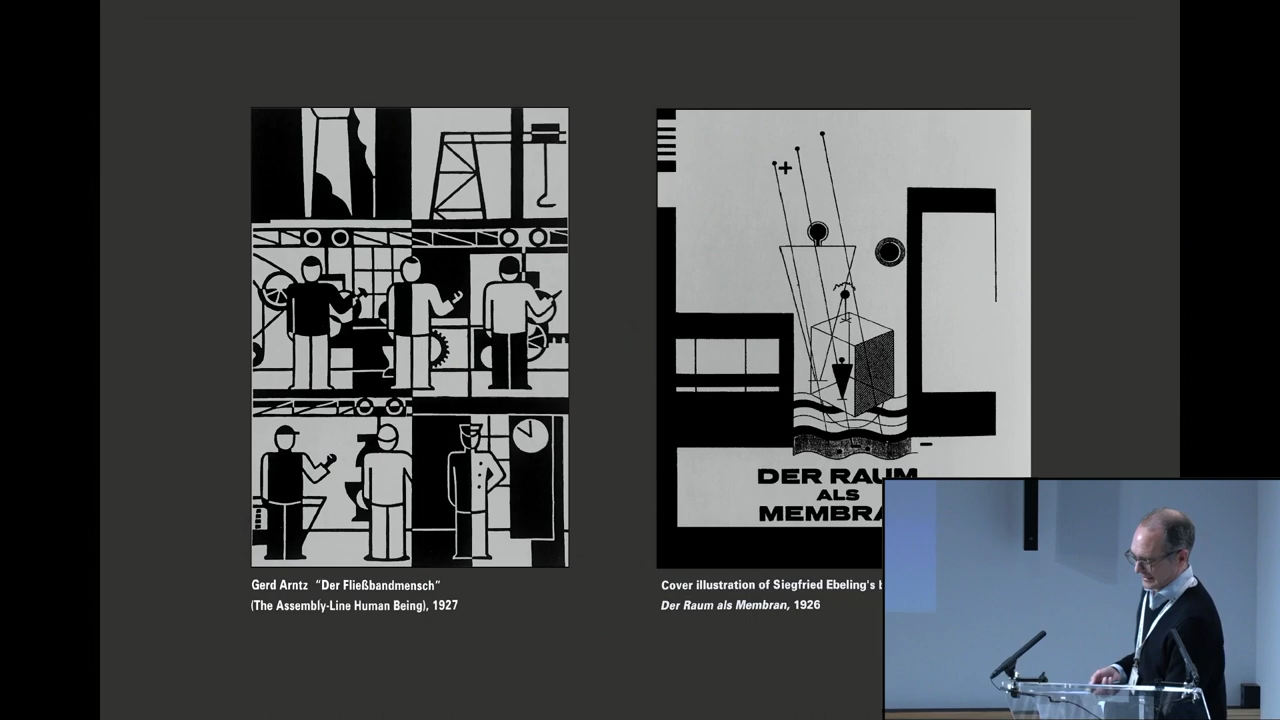 DER RAUM
ALS
Gerd Arntz “Der Fließbandmensch”
(The Assembly-Line Human Being), 1927
Cover illustration of Siegfried Ebeling's
Der Raum als Membran, 1926